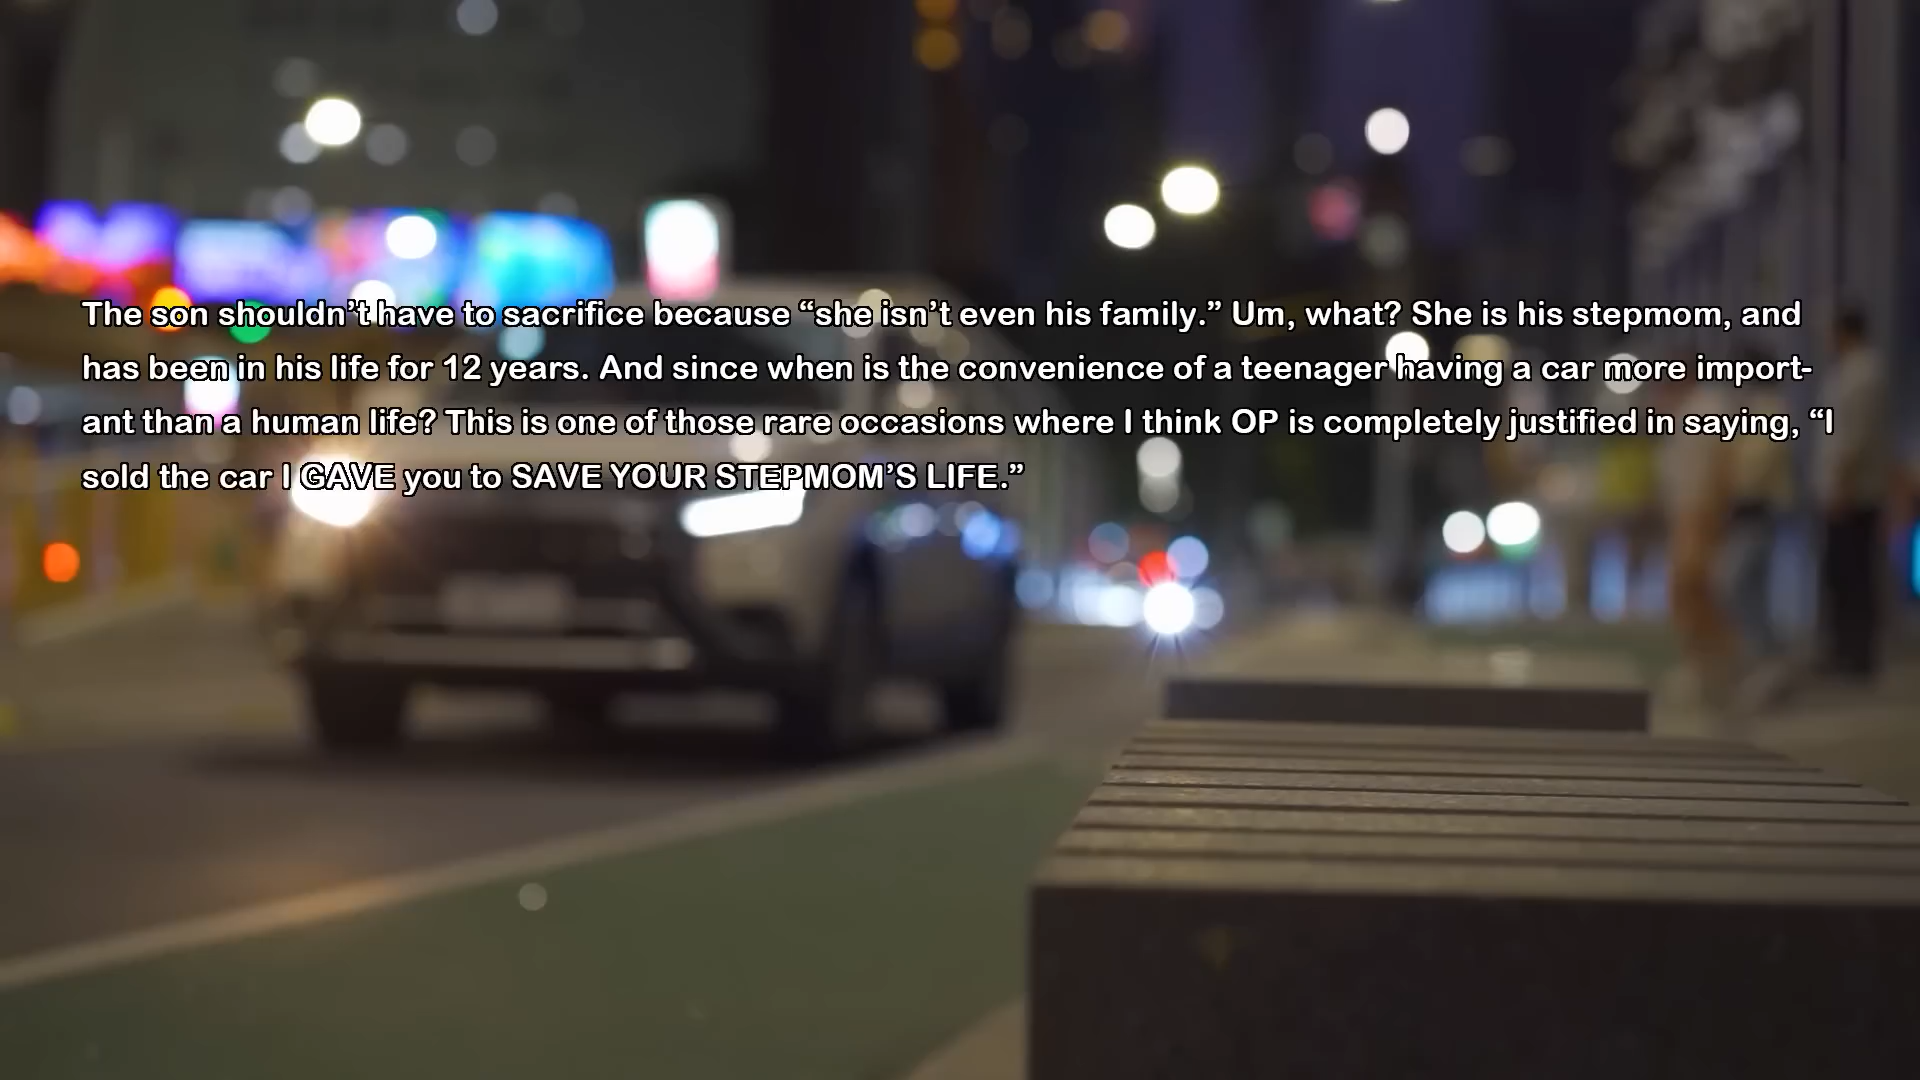 The son shouldn’t have to sacrifice because “she isn’t even his family.” Um, what? She is his stepmom, and
has been in his life for 12 years. And since when is the convenience of a teenager having a car more import-
ant than a human life? This is one of those rare occasions where I think OP is completely justified in saying, “I
sold the car I GAVE you to SAVE YOUR STEPMOM’S LIFE.”